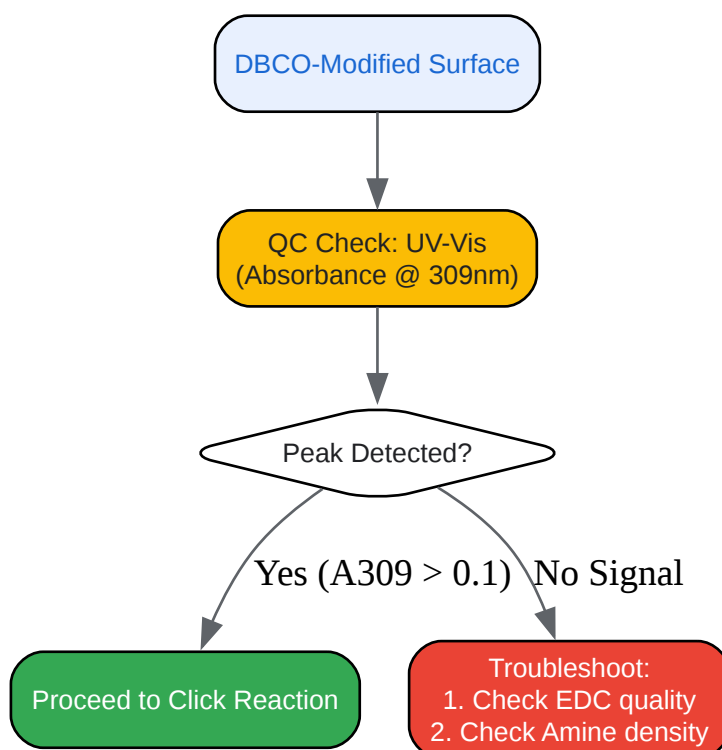 DBCO-Modified Surface
QC Check: UV-Vis
(Absorbance @ 309nm)
Peak Detected?
Yes (A309 > 0.1)
No Signal
Proceed to Click Reaction
Troubleshoot:
1. Check EDC quality
2. Check Amine density